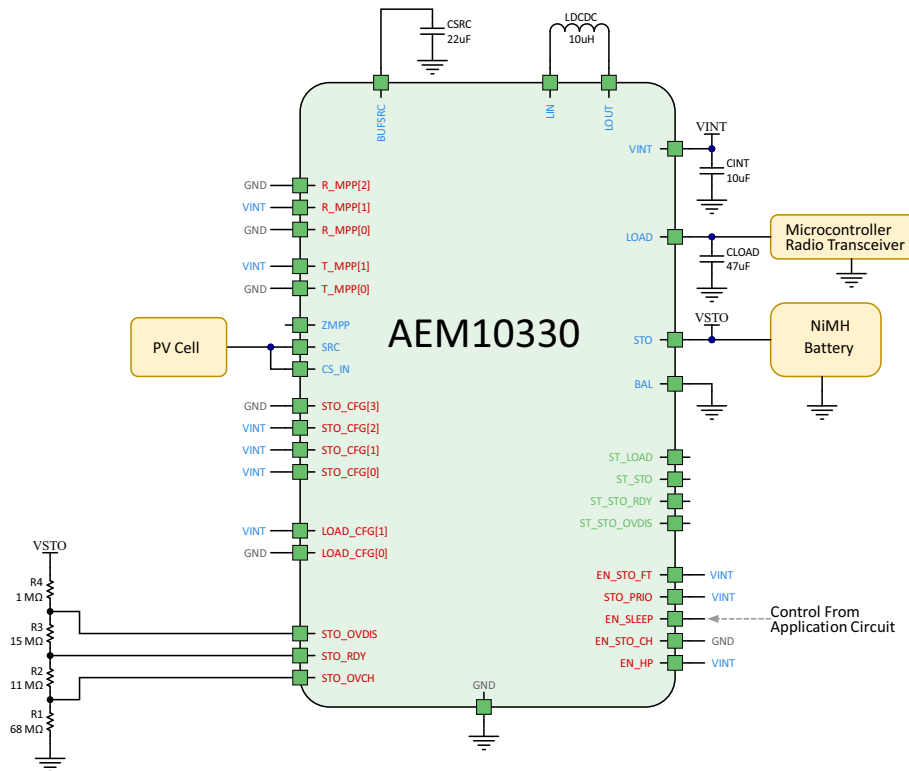 CSRC
22uF
LDCDC
10uH
BUFSRC
LIN
LOUT
VINT
VINT
CINT
10uF
GND R_MPP[2]
VINT R_MPP[1]
GND R_MPP[0]
VINT T_MPP[1]
GND T_MPP[0]
LOAD
CLOAD
47uF
Microcontroller
Radio Transceiver
AEM10330
PV Cell
ZMPP
SRC
CS_IN
VSTO
STO
NiMH
Battery
BAL
GND STO_CFG[3]
VINT STO_CFG[2]
VINT STO_CFG[1]
VINT STO_CFG[0]
ST_LOAD
ST_STO
ST_STO_RDY
ST_STO_OVDIS
VINT LOAD_CFG[1]
GND LOAD_CFG[0]
VSTO
R4
1 MΩ
R3
15 MΩ
R2
11 MΩ
R1
68 MΩ
STO_OVDIS
STO_RDY
STO_OVCH
EN_STO_FT VINT
STO_PRIO VINT
EN_SLEEP
Control From
Application Circuit
EN_STO_CH GND
EN_HP VINT
GND